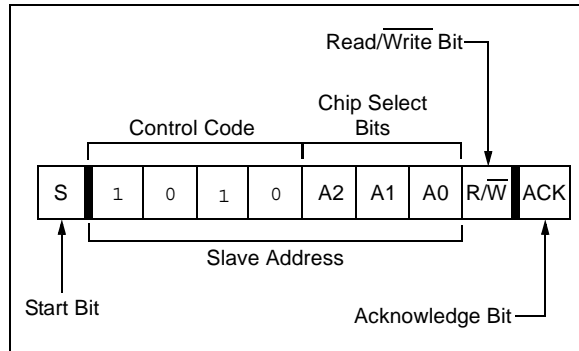 Read/Write Bit
Chip Select
Control Code Bits
S 1 0 1 0 A2 A1 A0 R/W ACK
Slave Address
Start Bit
Acknowledge Bit